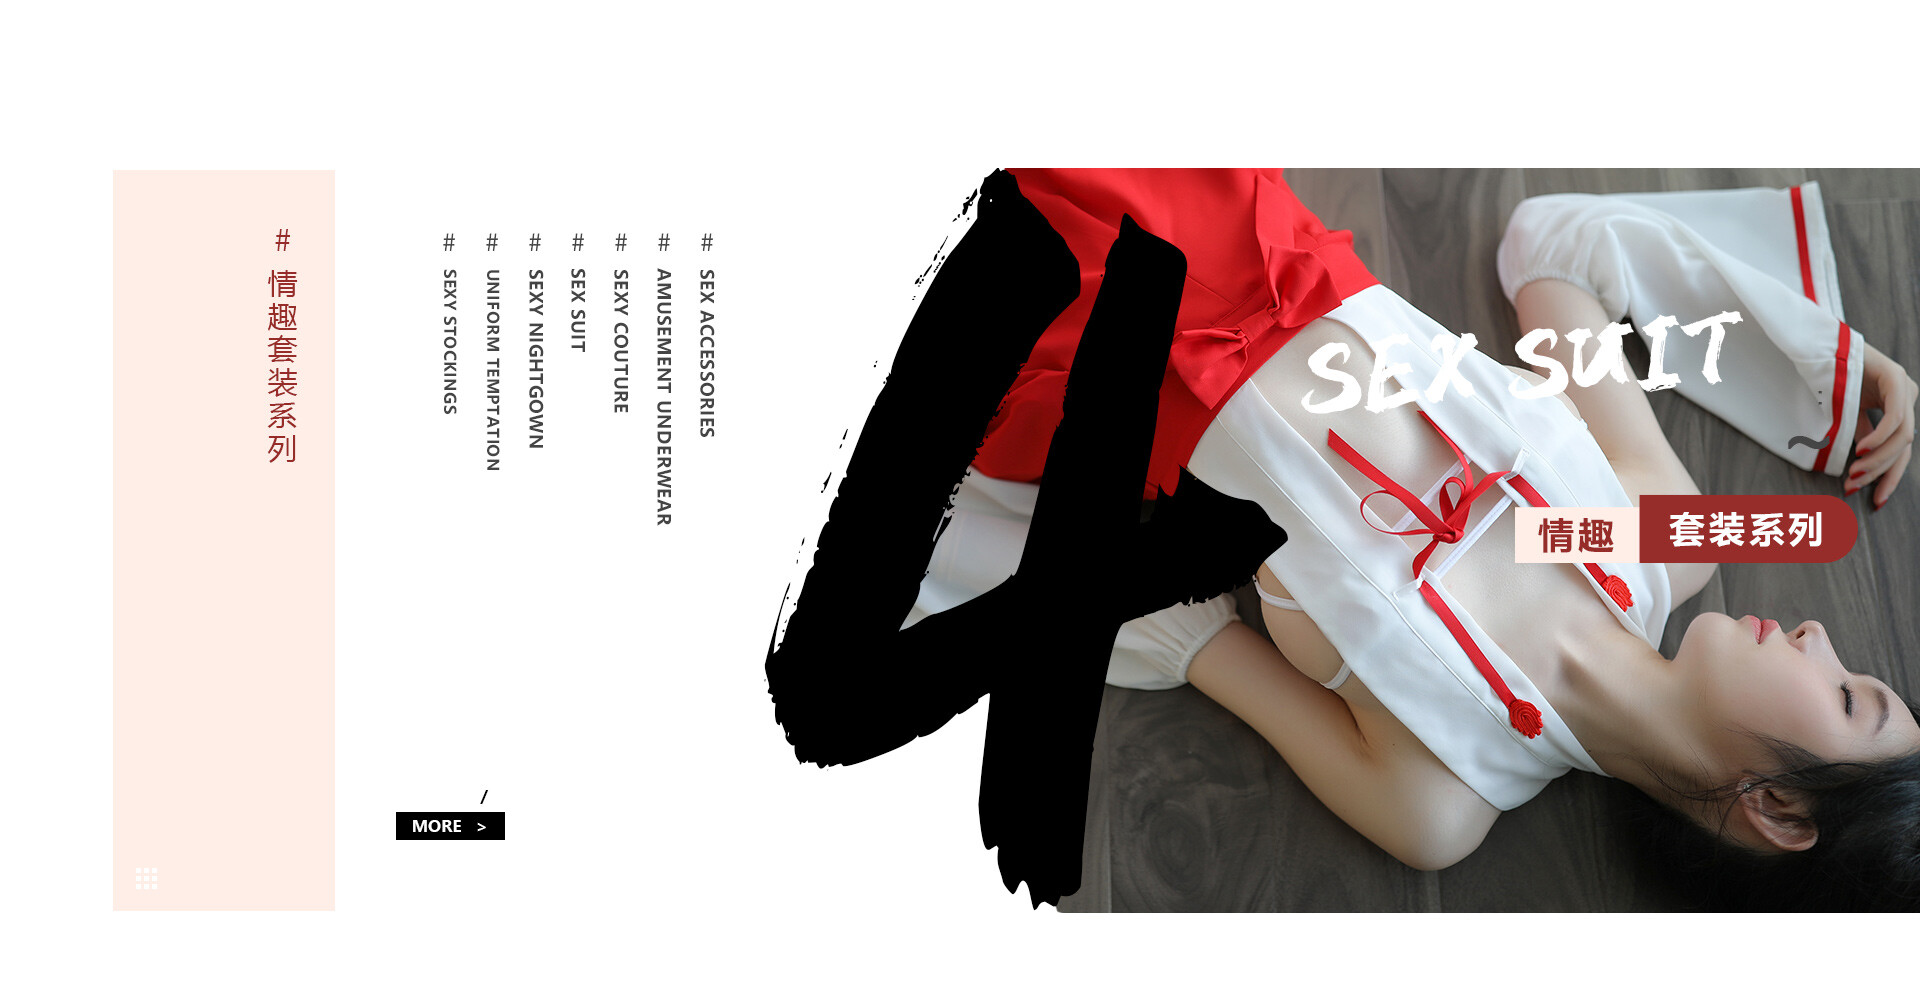 # 情趣套装系列
# SEX ACCESSORIES
# AMUSEMENT UNDERWEAR
# SEXY COUTURE
# SEX SUIT
# SEXY NIGHTGOWN
# UNIFORM TEMPTATION
# SEXY STOCKINGS
/
MORE >
4
SEX SUIT
~
情趣 套装系列